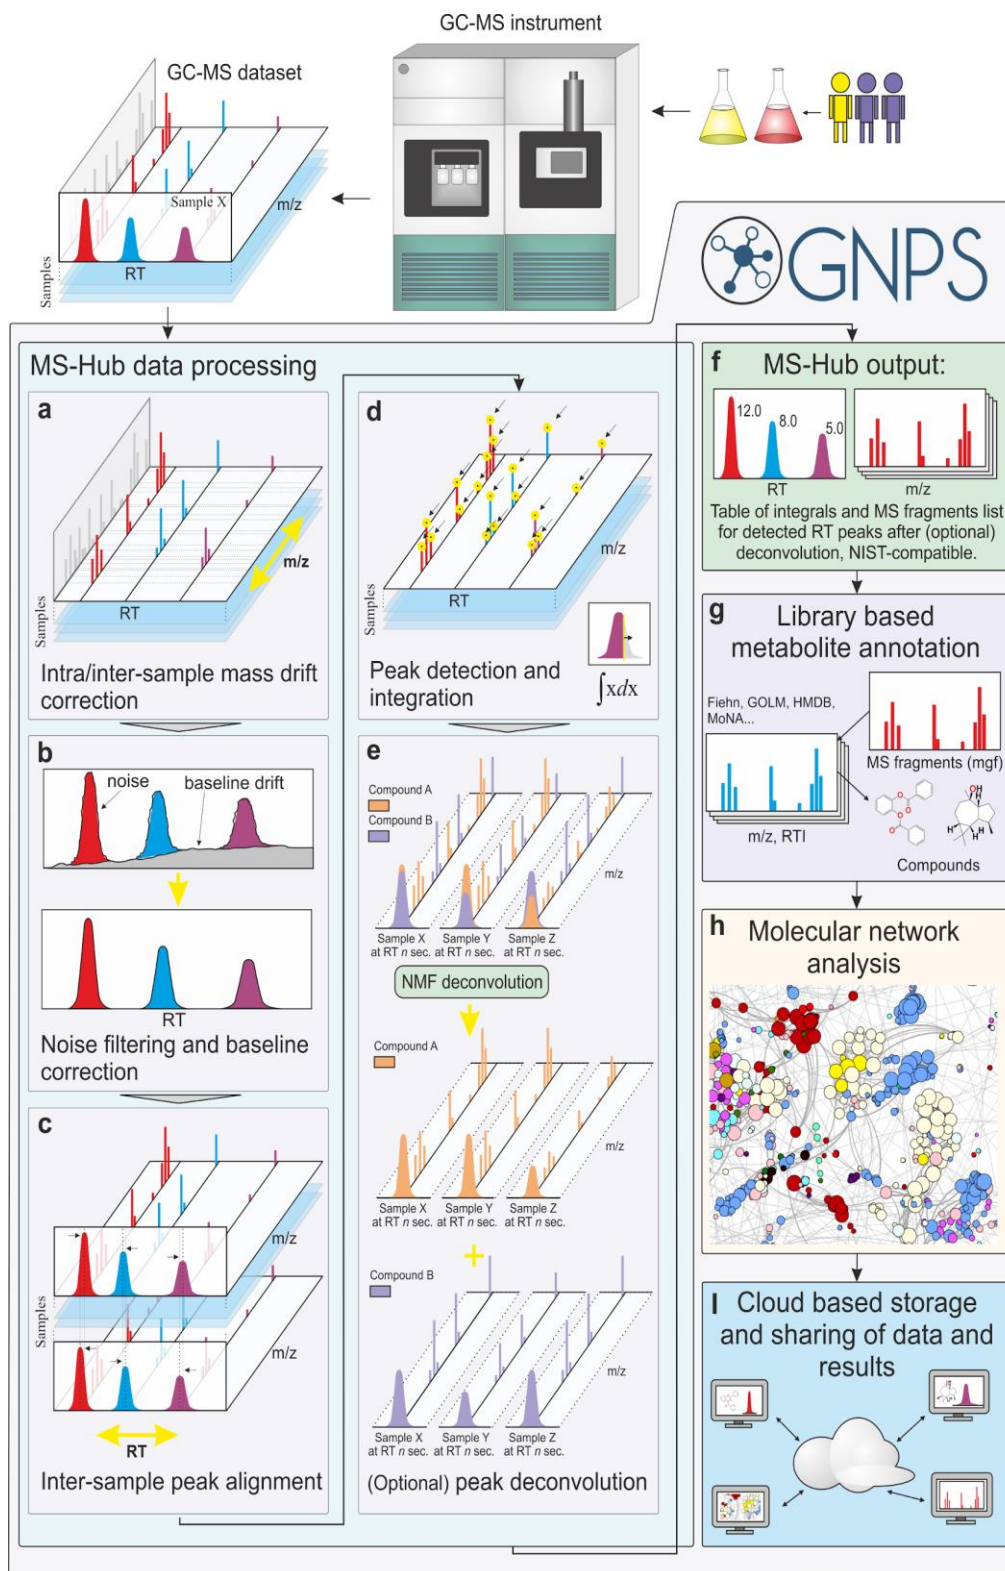 GC-MS instrument
GC-MS dataset
Sample X
m/z
RT
Samples
GNPS
MS-Hub data processing
a
m/z
RT
Samples
Intra/inter-sample mass drift
correction
b
noise
baseline drift
RT
Noise filtering and baseline
correction
c
m/z
Samples
m/z
RT
Inter-sample peak alignment
d
m/z
RT
Samples
Peak detection and
integration
∫xdx
e
Compound A
Compound B
m/z
Sample X Sample Y Sample Z
at RT n sec. at RT n sec. at RT n sec.
NMF deconvolution
Compound A
m/z
Sample X Sample Y Sample Z
at RT n sec. at RT n sec. at RT n sec.
+
Compound B
m/z
Sample X Sample Y Sample Z
at RT n sec. at RT n sec. at RT n sec.
(Optional) peak deconvolution
f MS-Hub output:
12.0
8.0
5.0
RT
m/z
Table of integrals and MS fragments list
for detected RT peaks after (optional)
deconvolution, NIST-compatible.
g Library based
metabolite annotation
Fiehn, GOLM, HMDB,
MoNA...
MS fragments (mgf)
m/z, RTI
O
O
O
O
OH
H
H
H
H
Compounds
h Molecular network
analysis
I Cloud based storage
and sharing of data and
results